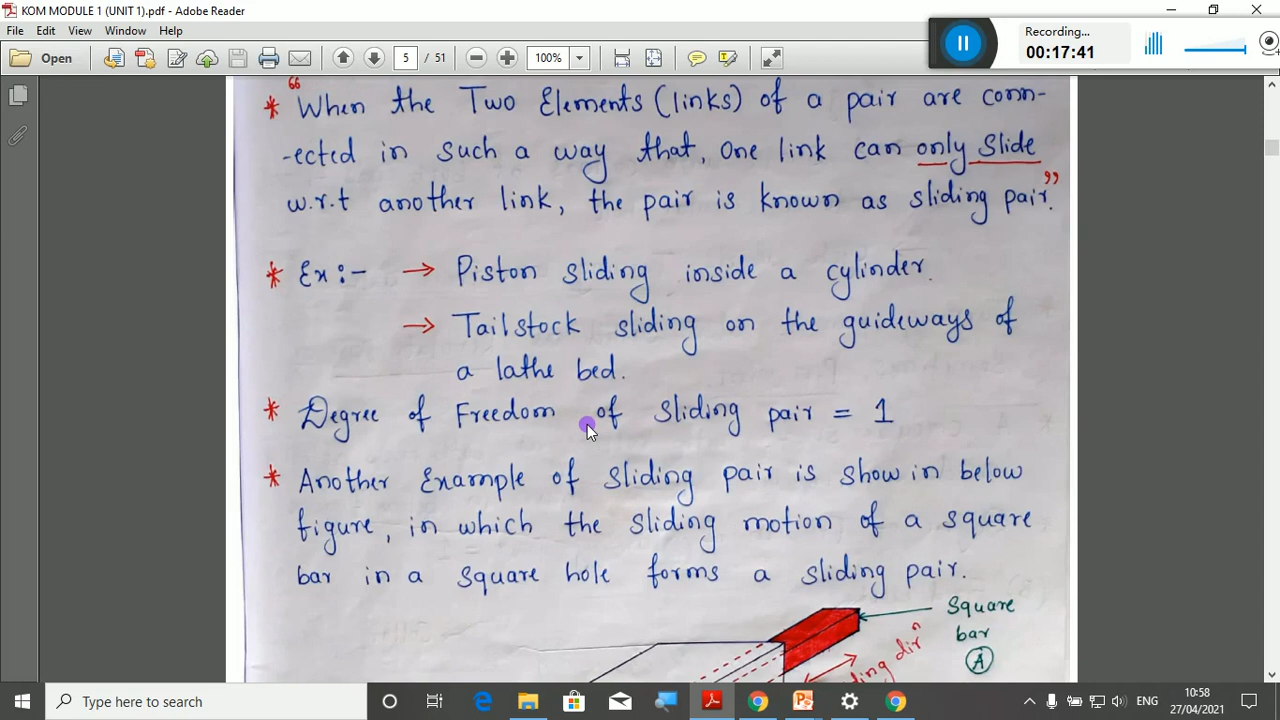 KOM MODULE 1 (UNIT 1).pdf - Adobe Reader
File Edit View Window Help
Recording...
00:17:41
Open
5 / 51
100%
“ When the Two Elements (links) of a pair are conn-
-ected in such a way that, one link can only slide
w.r.t another link, the pair is known as sliding pair.”
* Ex:- → Piston sliding inside a cylinder.
→ Tailstock sliding on the guideways of
a lathe bed.
* Degree of Freedom of sliding pair = 1
* Another Example of sliding pair is show in below
figure, in which the sliding motion of a square
bar in a square hole forms a sliding pair.
Square
bar
A
dirⁿ
Type here to search
ENG
10:58
27/04/2021